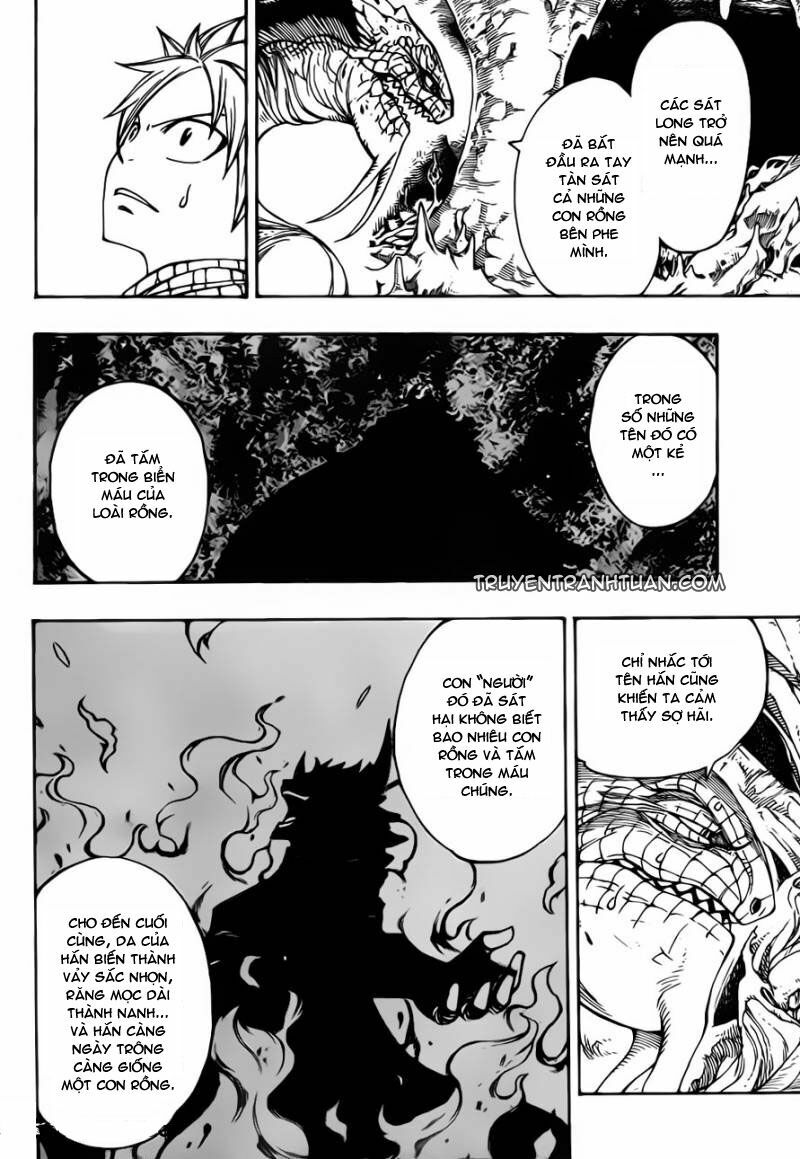 CÁC SÁT
LONG TRỞ
NÊN QUÁ
MẠNH...
ĐÃ BẮT
ĐẦU RA TAY
TÀN SÁT
CẢ NHỮNG
CON RỒNG
BÊN PHE
MÌNH.
TRONG
SỐ NHỮNG
TÊN ĐÓ CÓ
MỘT KẺ
...
ĐÃ TẮM
TRONG BIỂN
MÁU CỦA
LOÀI RỒNG.
TRUYENTRANHTUAN.COM
CHỈ NHẮC TỚI
TÊN HẮN CŨNG
KHIẾN TA CẢM
THẤY SỢ HÃI.
CON “NGƯỜI”
ĐÓ ĐÃ SÁT
HẠI KHÔNG BIẾT
BAO NHIÊU CON
RỒNG VÀ TẮM
TRONG MÁU
CHÚNG.
CHO ĐẾN CUỐI
CÙNG, DA CỦA
HẮN BIẾN THÀNH
VẢY SẮC NHỌN,
RĂNG MỌC DÀI
THÀNH NANH...
VÀ HẮN CÀNG
NGÀY TRÔNG
CÀNG GIỐNG
MỘT CON RỒNG.